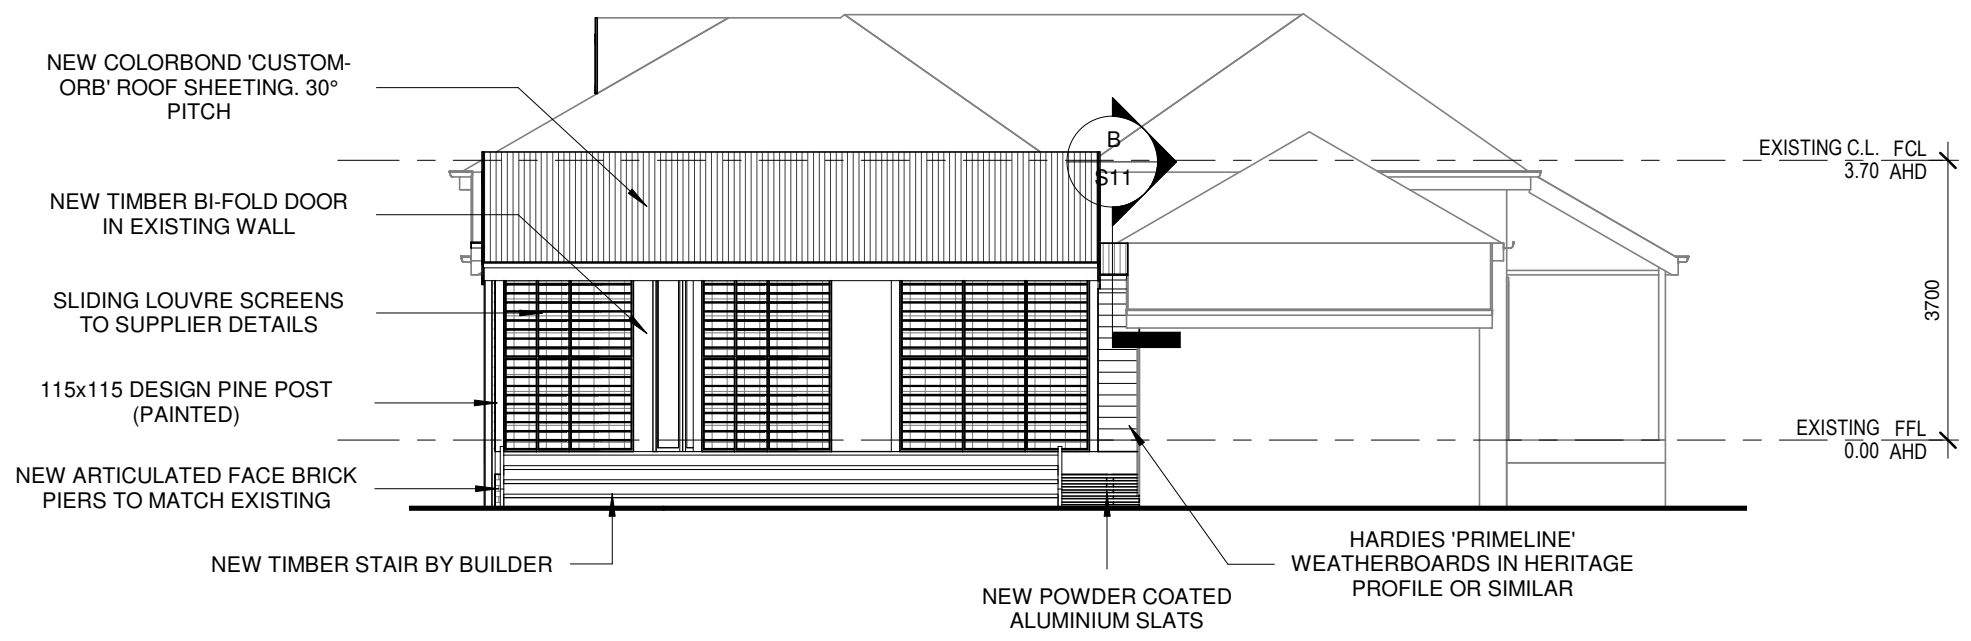 NEW COLORBOND 'CUSTOM-
ORB' ROOF SHEETING. 30°
PITCH
NEW TIMBER BI-FOLD DOOR
IN EXISTING WALL
SLIDING LOUVRE SCREENS
TO SUPPLIER DETAILS
115x115 DESIGN PINE POST
(PAINTED)
NEW ARTICULATED FACE BRICK
PIERS TO MATCH EXISTING
NEW TIMBER STAIR BY BUILDER
B
S11
EXISTING C.L. FCL
3.70 AHD
3700
EXISTING FFL
0.00 AHD
HARDIES 'PRIMELINE'
WEATHERBOARDS IN HERITAGE
PROFILE OR SIMILAR
NEW POWDER COATED
ALUMINIUM SLATS